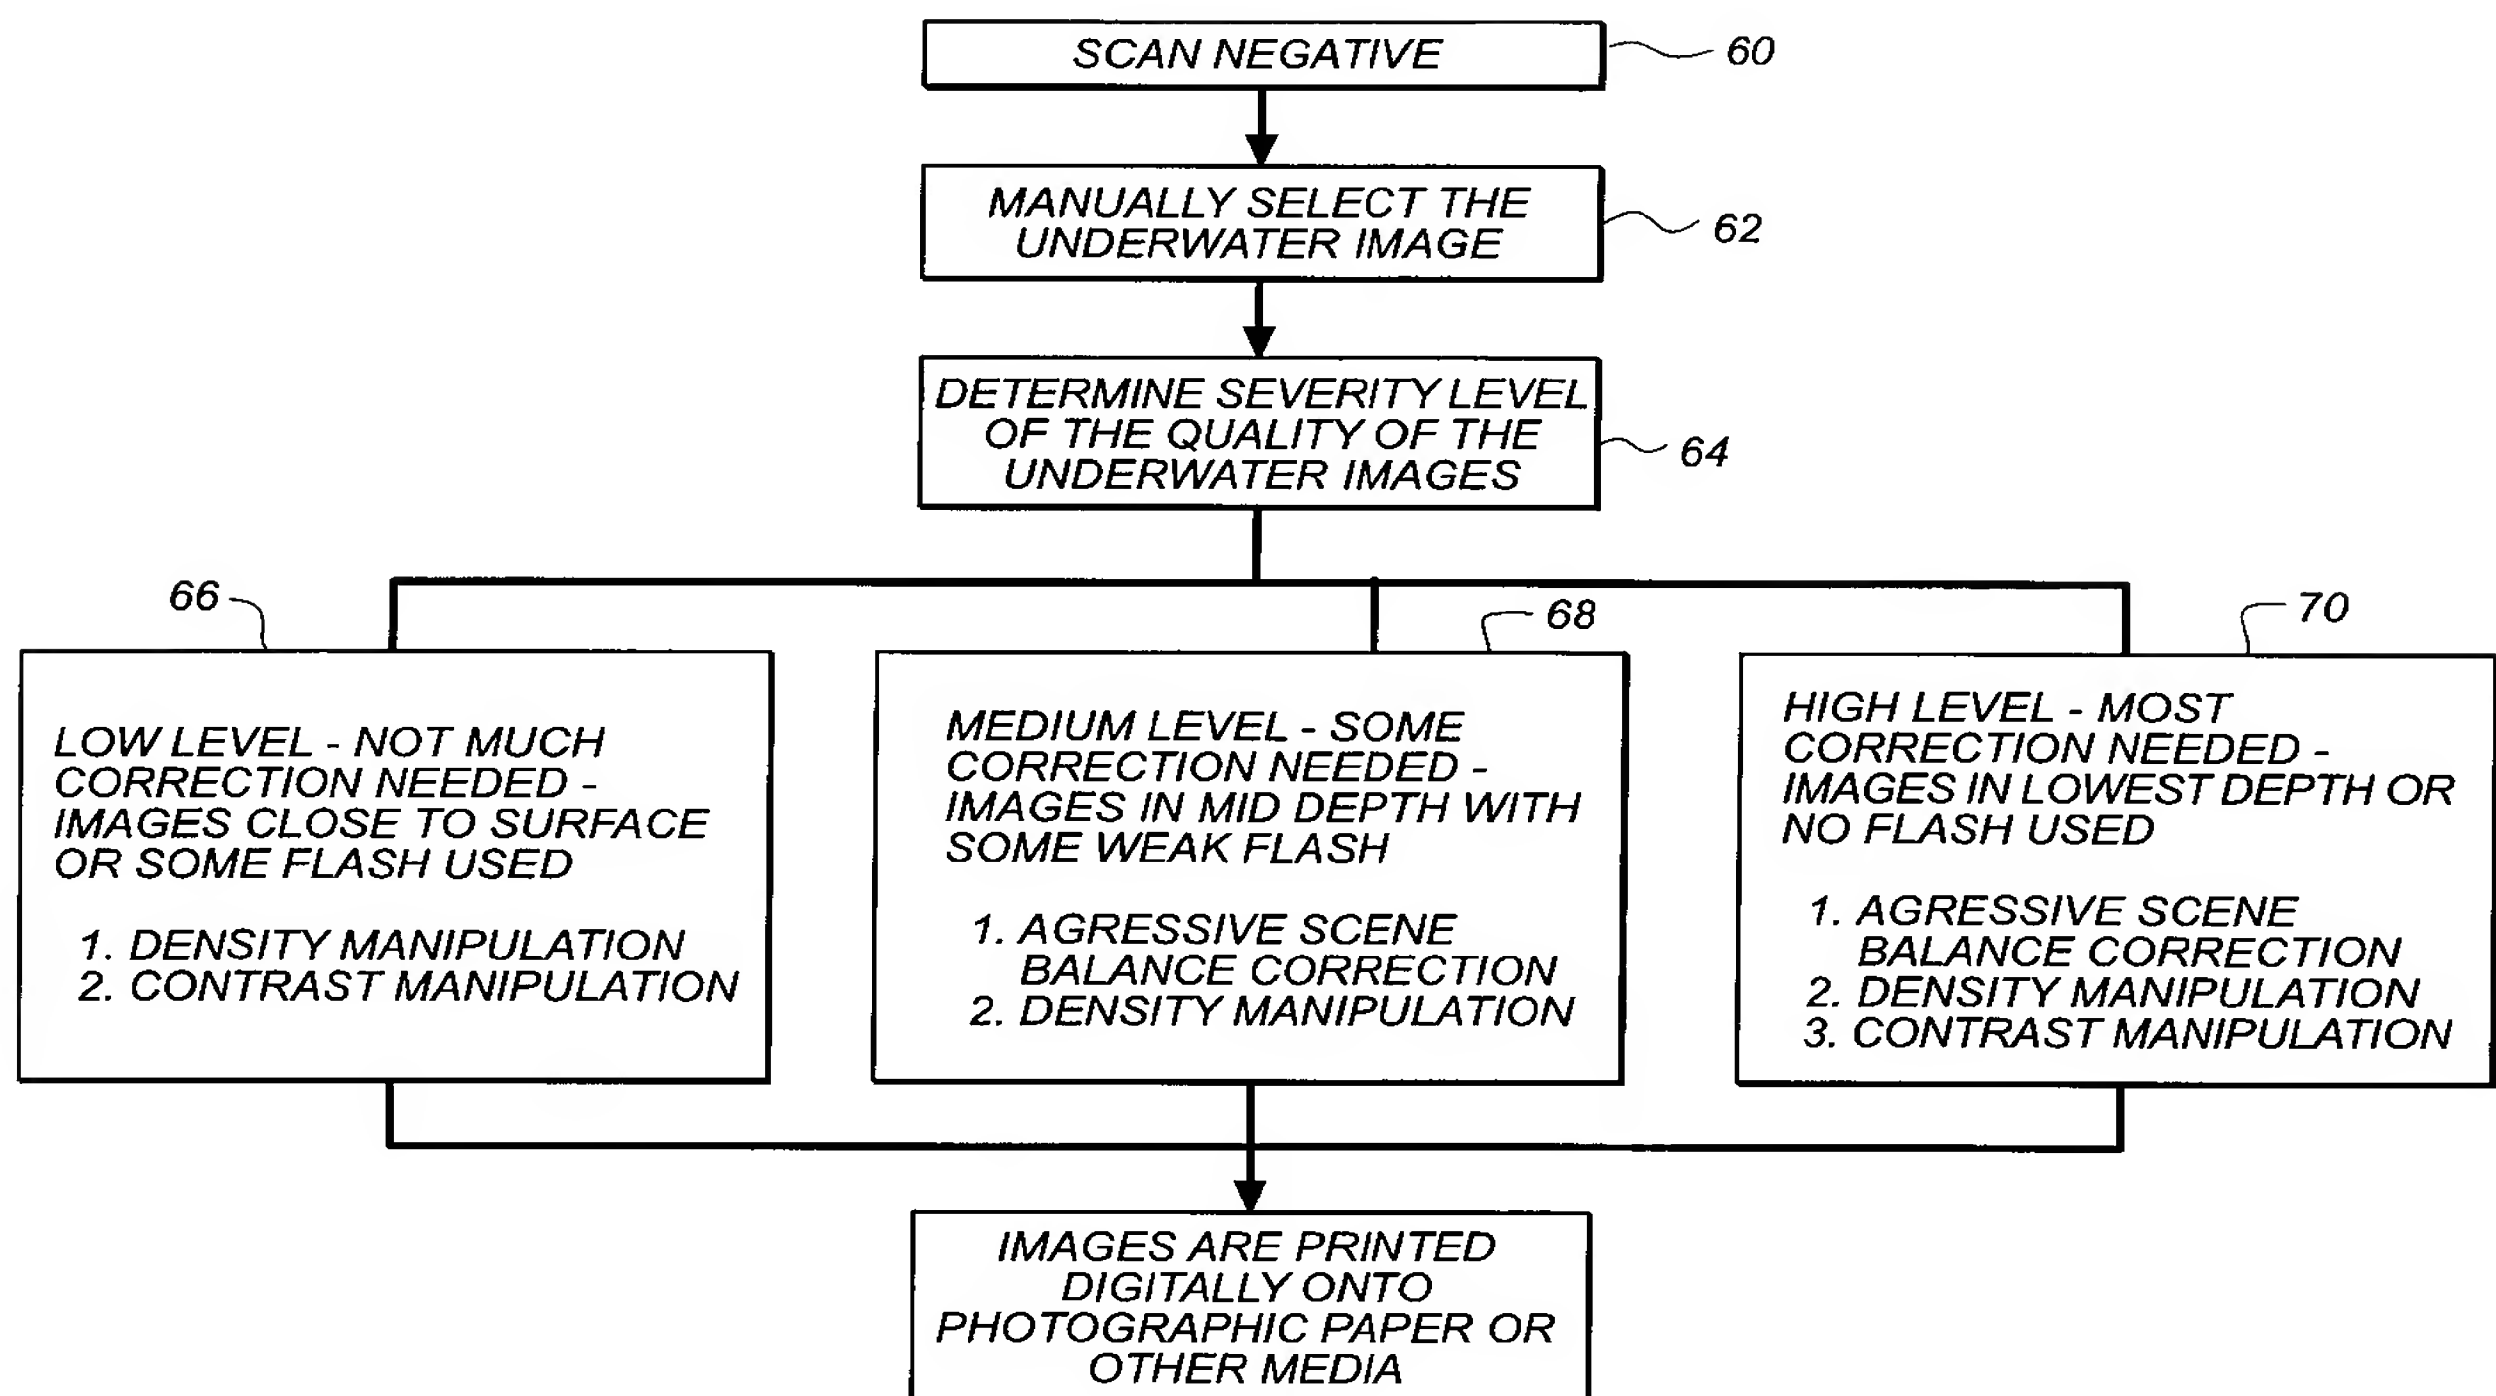 SCAN NEGATIVE
60
MANUALLY SELECT THE
UNDERWATER IMAGE
62
DETERMINE SEVERITY LEVEL
OF THE QUALITY OF THE
UNDERWATER IMAGES
64
66
LOW LEVEL - NOT MUCH
CORRECTION NEEDED -
IMAGES CLOSE TO SURFACE
OR SOME FLASH USED
1. DENSITY MANIPULATION
2. CONTRAST MANIPULATION
68
MEDIUM LEVEL - SOME
CORRECTION NEEDED -
IMAGES IN MID DEPTH WITH
SOME WEAK FLASH
1. AGRESSIVE SCENE
BALANCE CORRECTION
2. DENSITY MANIPULATION
70
HIGH LEVEL - MOST
CORRECTION NEEDED -
IMAGES IN LOWEST DEPTH OR
NO FLASH USED
1. AGRESSIVE SCENE
BALANCE CORRECTION
2. DENSITY MANIPULATION
3. CONTRAST MANIPULATION
IMAGES ARE PRINTED
DIGITALLY ONTO
PHOTOGRAPHIC PAPER OR
OTHER MEDIA